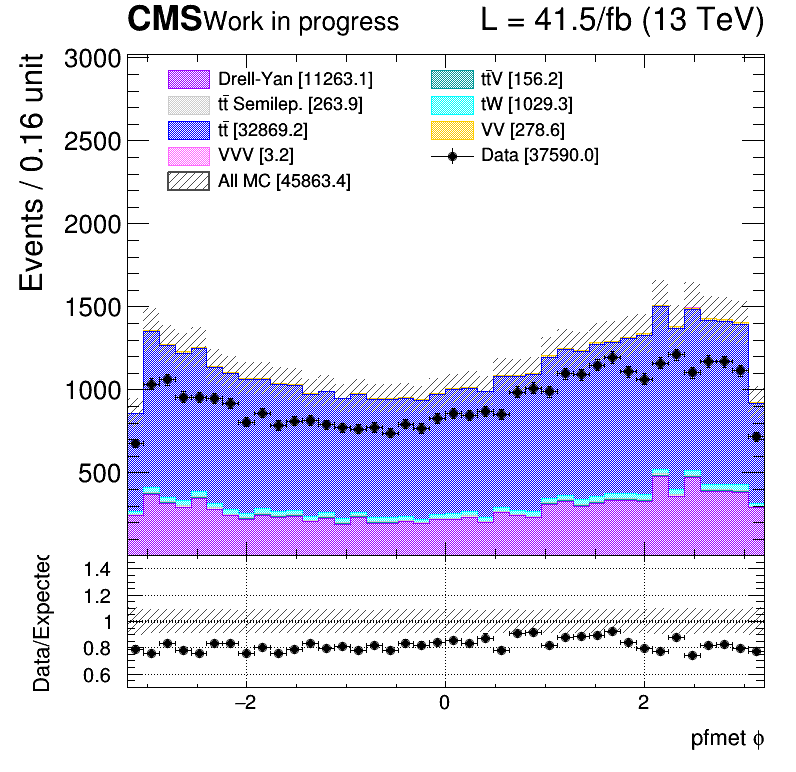 CMS Work in progress L = 41.5/fb (13 TeV)
Events / 0.16 unit
3000
2500
2000
1500
1000
500
Drell-Yan [11263.1]
tt̄ Semilep. [263.9]
tt̄ [32869.2]
VVV [3.2]
All MC [45863.4]
tt̄V [156.2]
tW [1029.3]
VV [278.6]
Data [37590.0]
Data/Expected
1.4
1.2
1
0.8
0.6
−2 0 2
pfmet ϕ